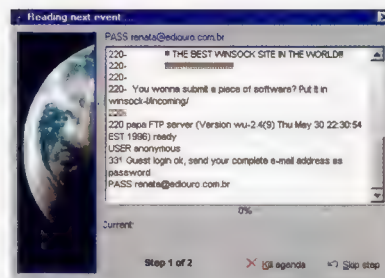 Reading next event ...
PASS renata@ediouro.com.br
220- # THE BEST WINSOCK SITE IN THE WORLD!!
220-
220-
220- You wonna submit a piece of software? Put it in
winsock-l/incoming/
220 papa FTP server (Version wu-2.4(9) Thu May 30 22:30:54
EST 1996) ready
USER anonymous
331 Guest login ok, send your complete e-mail address as
password
PASS renata@ediouro.com.br
0%
Current:
Step 1 of 2
Kill agenda
Skip step